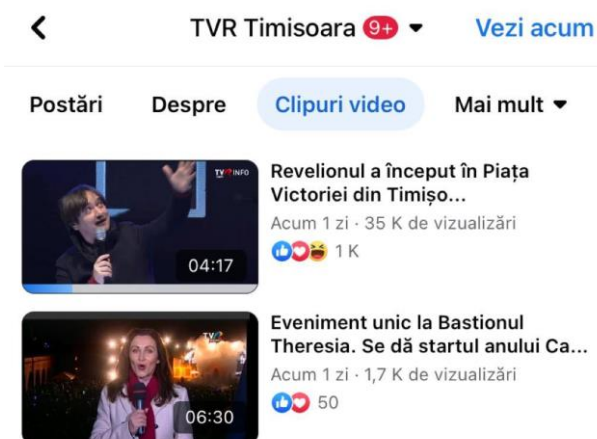 TVR Timisoara 9+
Vezi acum
Postări
Despre
Clipuri video
Mai mult
TVR INFO
04:17
Revelionul a început în Piața
Victoriei din Timișo...
Acum 1 zi · 35 K de vizualizări
1 K
06:30
Eveniment unic la Bastionul
Theresia. Se dă startul anului Ca...
Acum 1 zi · 1,7 K de vizualizări
50